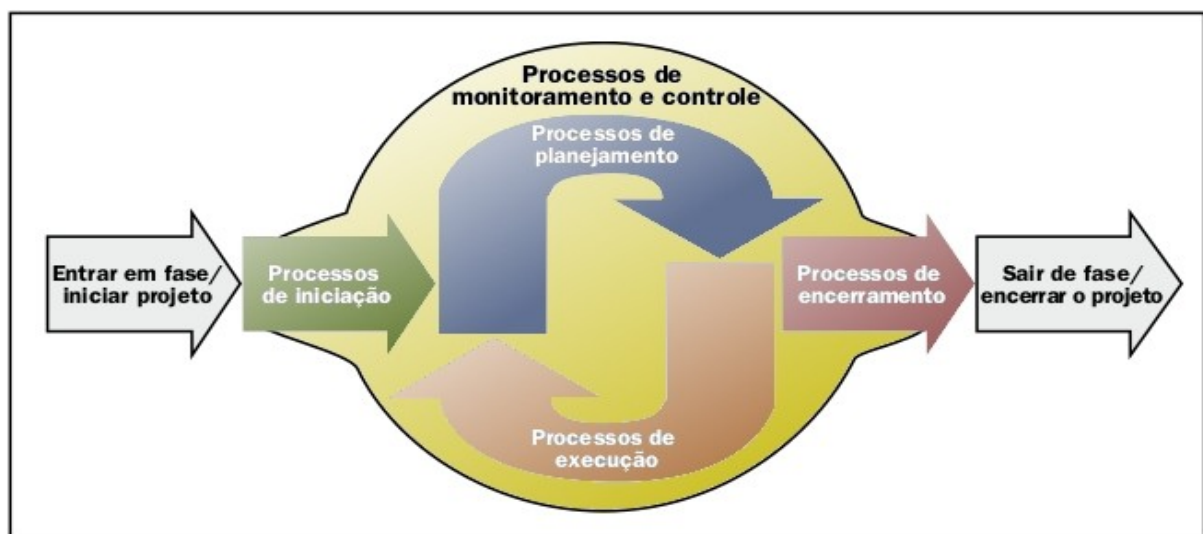 Processos de
monitoramento e controle
Processos de
planejamento
Entrar em fase/
iniciar projeto
Processos
de iniciação
Processos de
encerramento
Sair de fase/
encerrar o projeto
Processos de
execução